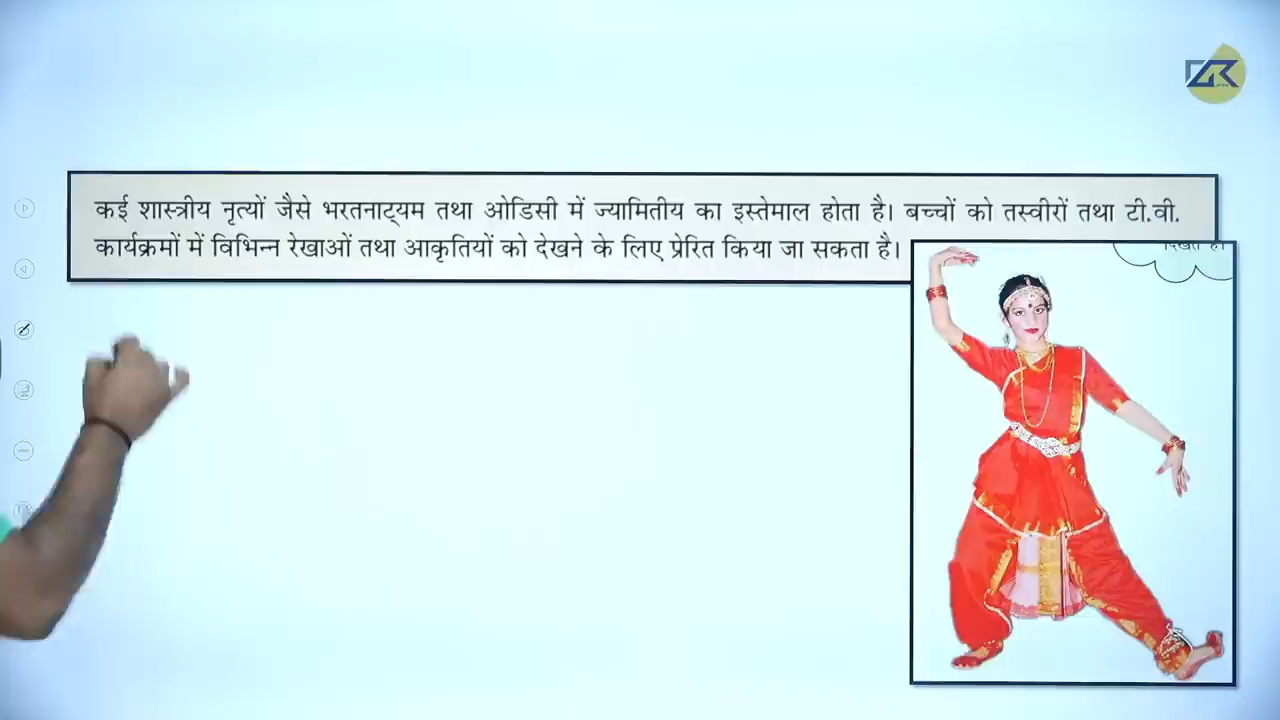 कई शास्त्रीय नृत्यों जैसे भरतनाट्यम तथा ओडिसी में ज्यामितीय का इस्तेमाल होता है। बच्चों को तस्वीरों तथा टी.वी.
कार्यक्रमों में विभिन्न रेखाओं तथा आकृतियों को देखने के लिए प्रेरित किया जा सकता है।